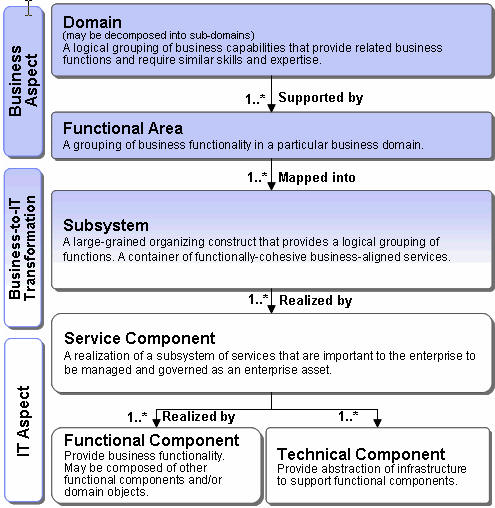 Business
Aspect
Domain
(may be decomposed into sub-domains)
A logical grouping of business capabilities that provide related business
functions and require similar skills and expertise.
1..* Supported by
Functional Area
A grouping of business functionality in a particular business domain.
1..* Mapped into
Business-to-IT
Transformation
Subsystem
A large-grained organizing construct that provides a logical grouping of
functions. A container of functionally-cohesive business-aligned services.
1..* Realized by
IT Aspect
Service Component
A realization of a subsystem of services that are important to the enterprise to
be managed and governed as an enterprise asset.
1..* Realized by
1..*
Functional Component
Provide business functionality.
May be composed of other
functional components and/or
domain objects.
Technical Component
Provide abstraction of infrastructure
to support functional components.